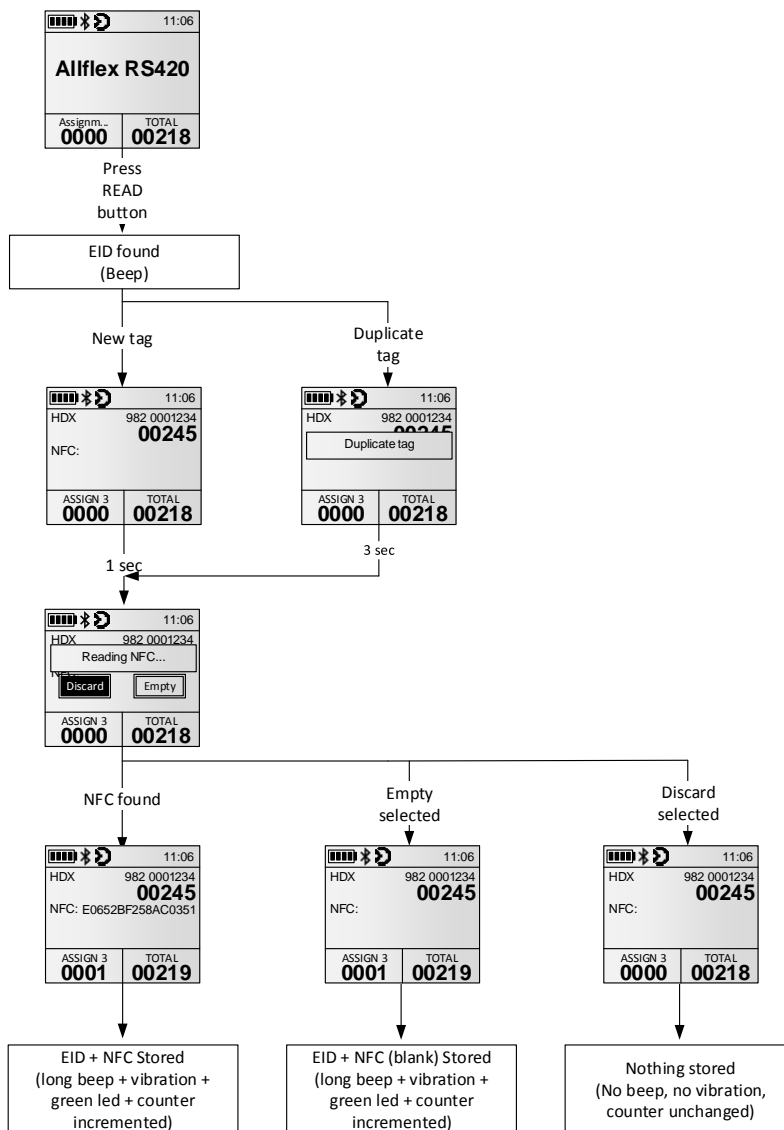 11:06
Allflex RS420
Assignm... TOTAL
0000 00218
Press
READ
button
EID found
(Beep)
New tag
Duplicate
tag
11:06
HDX 982 0001234
00245
NFC:
ASSIGN 3 TOTAL
0000 00218
11:06
HDX 982 0001234
00245
Duplicate tag
ASSIGN 3 TOTAL
0000 00218
1 sec
3 sec
11:06
HDX 982 0001234
Reading NFC...
NFC:
Discard Empty
ASSIGN 3 TOTAL
0000 00218
NFC found
Empty
selected
Discard
selected
11:06
HDX 982 0001234
00245
NFC: E0652BF258AC0351
ASSIGN 3 TOTAL
0001 00219
11:06
HDX 982 0001234
00245
NFC:
ASSIGN 3 TOTAL
0001 00219
11:06
HDX 982 0001234
00245
NFC:
ASSIGN 3 TOTAL
0000 00218
EID + NFC Stored
(long beep + vibration +
green led + counter
incremented)
EID + NFC (blank) Stored
(long beep + vibration +
green led + counter
incremented)
Nothing stored
(No beep, no vibration,
counter unchanged)